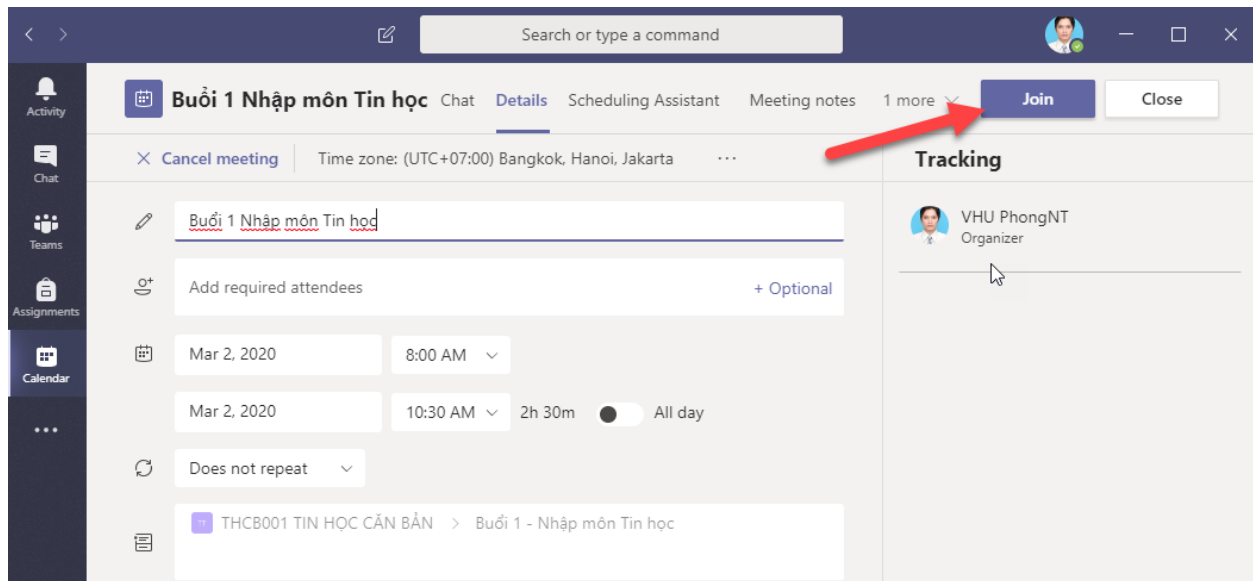 Search or type a command
Activity
Chat
Teams
Assignments
Calendar
Buổi 1 Nhập môn Tin học Chat Details Scheduling Assistant Meeting notes 1 more Join Close
Cancel meeting Time zone: (UTC+07:00) Bangkok, Hanoi, Jakarta ...
Tracking
Buổi 1 Nhập môn Tin học
VHU PhongNT
Organizer
Add required attendees + Optional
Mar 2, 2020 8:00 AM
Mar 2, 2020 10:30 AM 2h 30m All day
Does not repeat
THCB001 TIN HỌC CĂN BẢN > Buổi 1 - Nhập môn Tin học